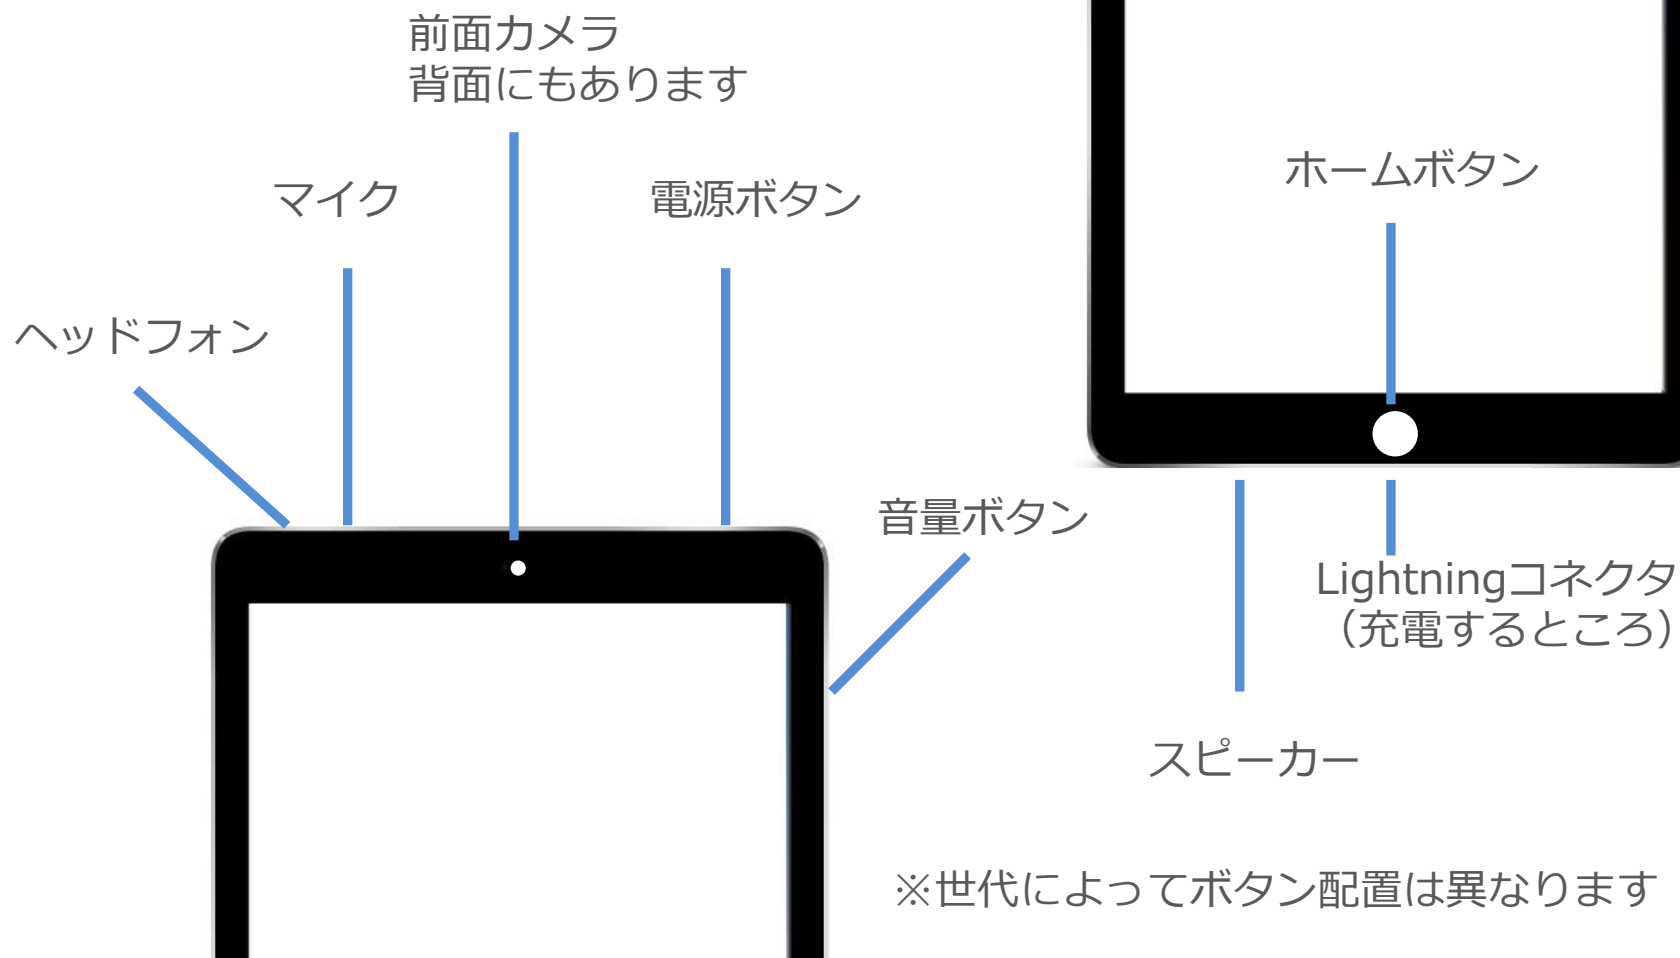 前面カメラ
背面にもあります
マイク
電源ボタン
ヘッドフォン
音量ボタン
ホームボタン
Lightningコネクタ
（充電するところ）
スピーカー
※世代によってボタン配置は異なります